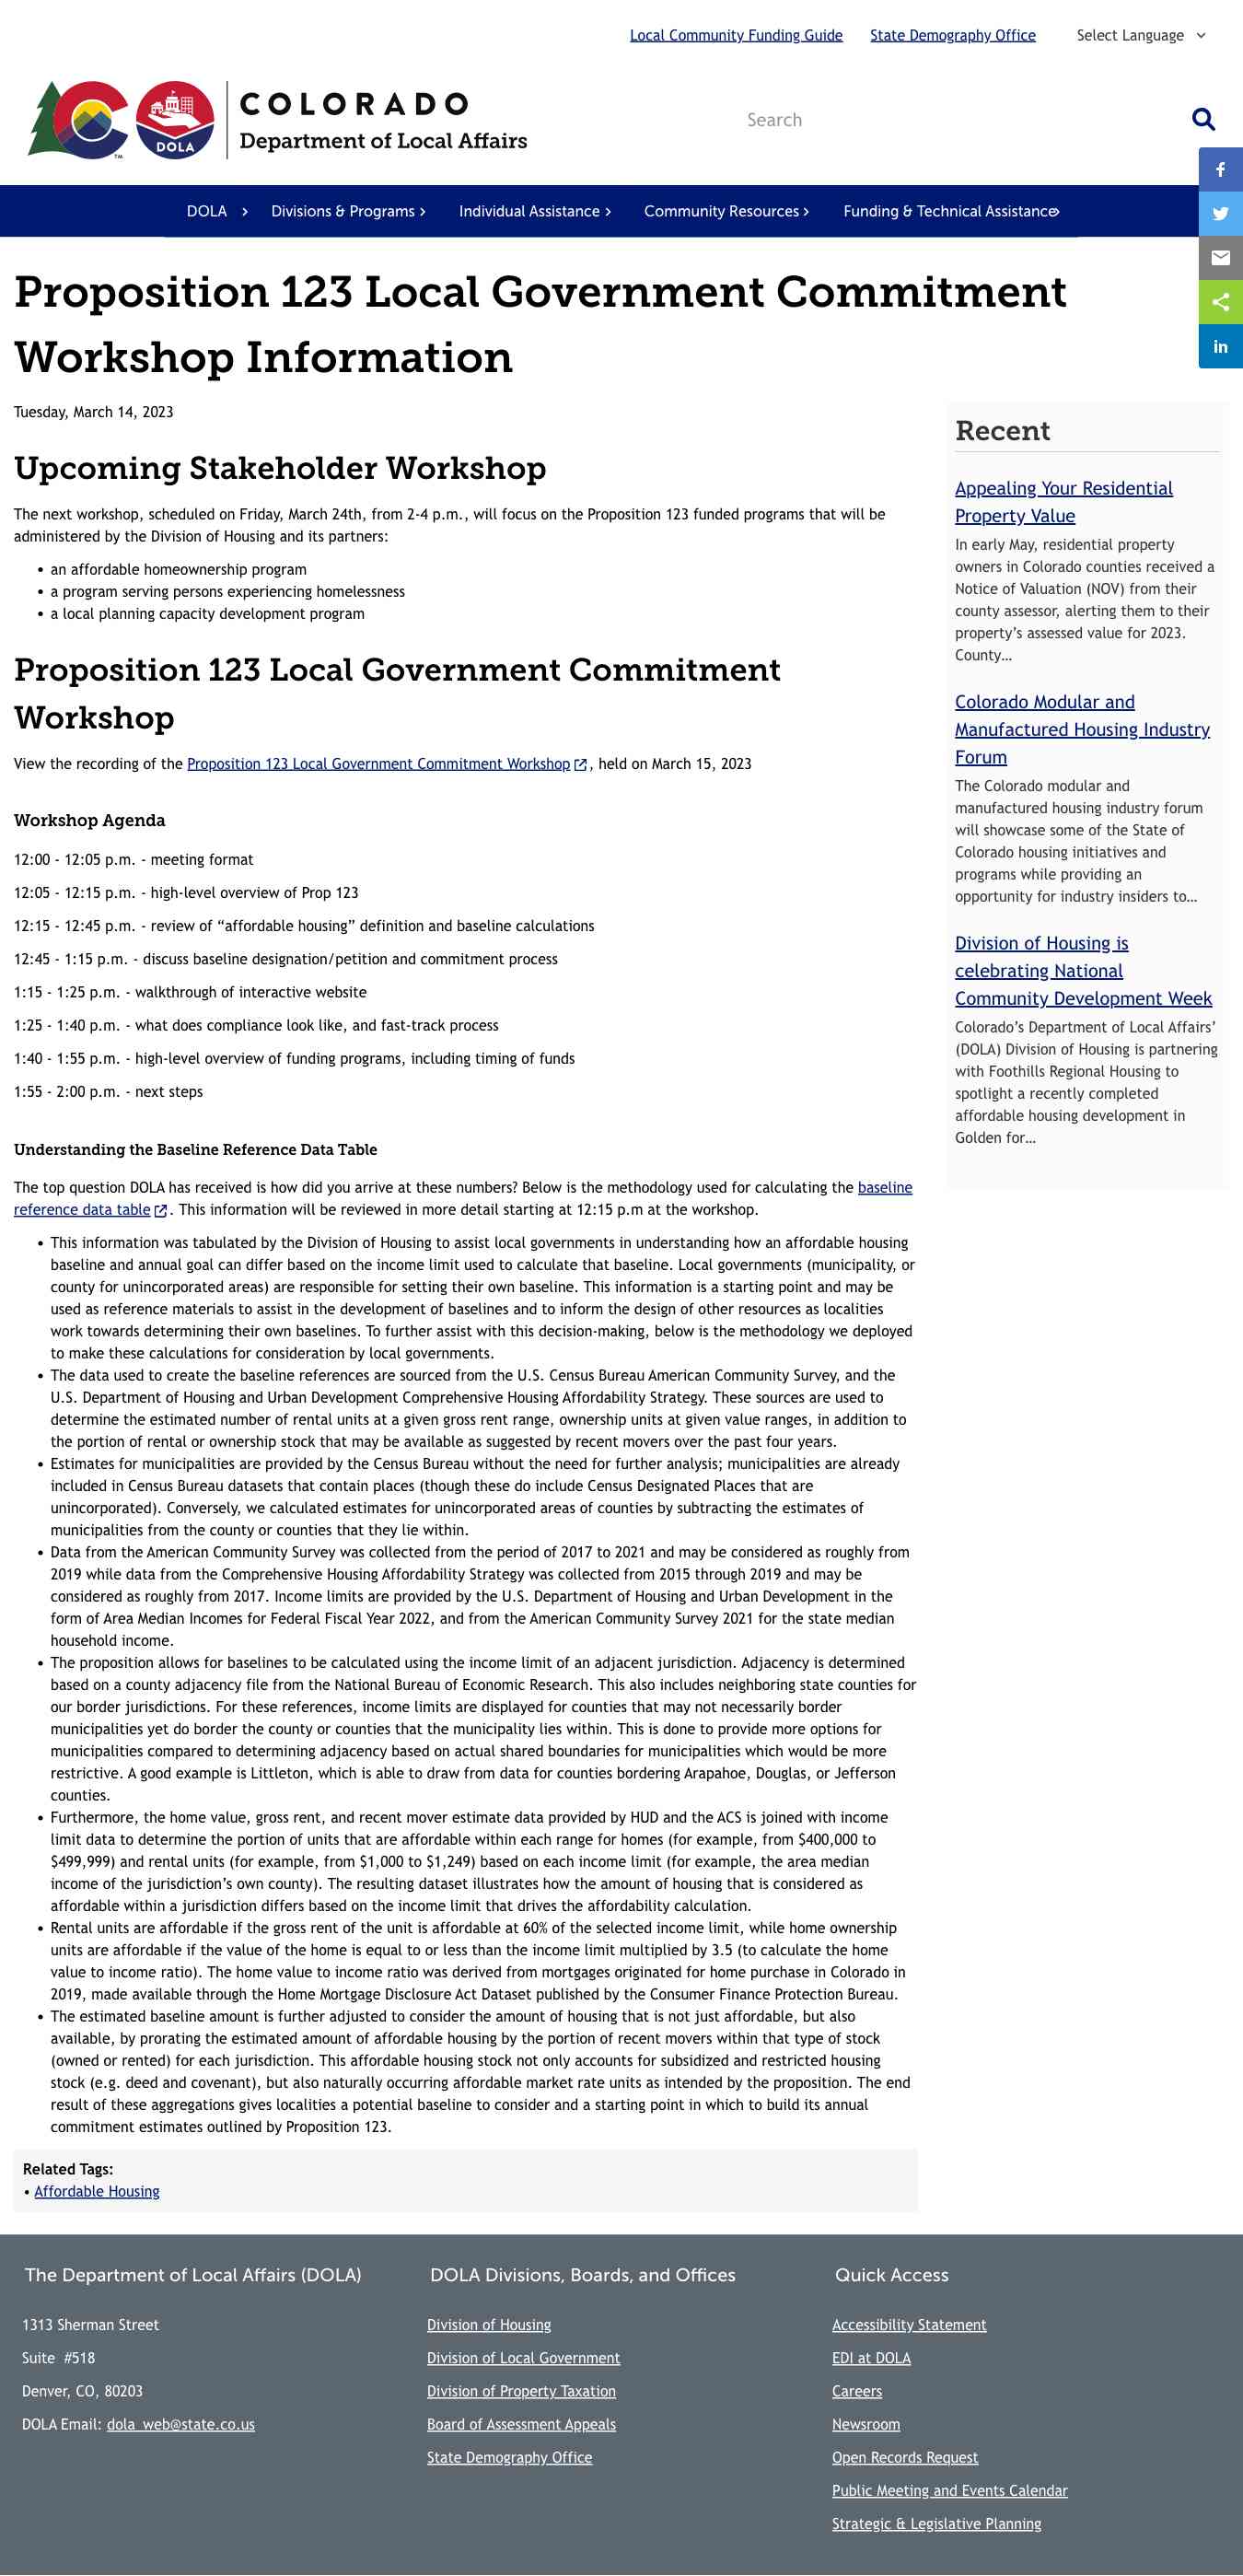 Local Community Funding Guide State Demography Office Select Language
COLORADO
Department of Local Affairs
DOLA
TM
Search
DOLA Divisions & Programs Individual Assistance Community Resources Funding & Technical Assistance
Proposition 123 Local Government Commitment
Workshop Information
Tuesday, March 14, 2023
Upcoming Stakeholder Workshop
The next workshop, scheduled on Friday, March 24th, from 2-4 p.m., will focus on the Proposition 123 funded programs that will be
administered by the Division of Housing and its partners:
• an affordable homeownership program
• a program serving persons experiencing homelessness
• a local planning capacity development program
Proposition 123 Local Government Commitment
Workshop
View the recording of the Proposition 123 Local Government Commitment Workshop , held on March 15, 2023
Workshop Agenda
12:00 - 12:05 p.m. - meeting format
12:05 - 12:15 p.m. - high-level overview of Prop 123
12:15 - 12:45 p.m. - review of “affordable housing” definition and baseline calculations
12:45 - 1:15 p.m. - discuss baseline designation/petition and commitment process
1:15 - 1:25 p.m. - walkthrough of interactive website
1:25 - 1:40 p.m. - what does compliance look like, and fast-track process
1:40 - 1:55 p.m. - high-level overview of funding programs, including timing of funds
1:55 - 2:00 p.m. - next steps
Understanding the Baseline Reference Data Table
The top question DOLA has received is how did you arrive at these numbers? Below is the methodology used for calculating the baseline
reference data table . This information will be reviewed in more detail starting at 12:15 p.m at the workshop.
• This information was tabulated by the Division of Housing to assist local governments in understanding how an affordable housing
baseline and annual goal can differ based on the income limit used to calculate that baseline. Local governments (municipality, or
county for unincorporated areas) are responsible for setting their own baseline. This information is a starting point and may be
used as reference materials to assist in the development of baselines and to inform the design of other resources as localities
work towards determining their own baselines. To further assist with this decision-making, below is the methodology we deployed
to make these calculations for consideration by local governments.
• The data used to create the baseline references are sourced from the U.S. Census Bureau American Community Survey, and the
U.S. Department of Housing and Urban Development Comprehensive Housing Affordability Strategy. These sources are used to
determine the estimated number of rental units at a given gross rent range, ownership units at given value ranges, in addition to
the portion of rental or ownership stock that may be available as suggested by recent movers over the past four years.
• Estimates for municipalities are provided by the Census Bureau without the need for further analysis; municipalities are already
included in Census Bureau datasets that contain places (though these do include Census Designated Places that are
unincorporated). Conversely, we calculated estimates for unincorporated areas of counties by subtracting the estimates of
municipalities from the county or counties that they lie within.
• Data from the American Community Survey was collected from the period of 2017 to 2021 and may be considered as roughly from
2019 while data from the Comprehensive Housing Affordability Strategy was collected from 2015 through 2019 and may be
considered as roughly from 2017. Income limits are provided by the U.S. Department of Housing and Urban Development in the
form of Area Median Incomes for Federal Fiscal Year 2022, and from the American Community Survey 2021 for the state median
household income.
• The proposition allows for baselines to be calculated using the income limit of an adjacent jurisdiction. Adjacency is determined
based on a county adjacency file from the National Bureau of Economic Research. This also includes neighboring state counties for
our border jurisdictions. For these references, income limits are displayed for counties that may not necessarily border
municipalities yet do border the county or counties that the municipality lies within. This is done to provide more options for
municipalities compared to determining adjacency based on actual shared boundaries for municipalities which would be more
restrictive. A good example is Littleton, which is able to draw from data for counties bordering Arapahoe, Douglas, or Jefferson
counties.
• Furthermore, the home value, gross rent, and recent mover estimate data provided by HUD and the ACS is joined with income
limit data to determine the portion of units that are affordable within each range for homes (for example, from $400,000 to
$499,999) and rental units (for example, from $1,000 to $1,249) based on each income limit (for example, the area median
income of the jurisdiction’s own county). The resulting dataset illustrates how the amount of housing that is considered as
affordable within a jurisdiction differs based on the income limit that drives the affordability calculation.
• Rental units are affordable if the gross rent of the unit is affordable at 60% of the selected income limit, while home ownership
units are affordable if the value of the home is equal to or less than the income limit multiplied by 3.5 (to calculate the home
value to income ratio). The home value to income ratio was derived from mortgages originated for home purchase in Colorado in
2019, made available through the Home Mortgage Disclosure Act Dataset published by the Consumer Finance Protection Bureau.
• The estimated baseline amount is further adjusted to consider the amount of housing that is not just affordable, but also
available, by prorating the estimated amount of affordable housing by the portion of recent movers within that type of stock
(owned or rented) for each jurisdiction. This affordable housing stock not only accounts for subsidized and restricted housing
stock (e.g. deed and covenant), but also naturally occurring affordable market rate units as intended by the proposition. The end
result of these aggregations gives localities a potential baseline to consider and a starting point in which to build its annual
commitment estimates outlined by Proposition 123.
Related Tags:
• Affordable Housing
Recent
Appealing Your Residential
Property Value
In early May, residential property
owners in Colorado counties received a
Notice of Valuation (NOV) from their
county assessor, alerting them to their
property’s assessed value for 2023.
County...
Colorado Modular and
Manufactured Housing Industry
Forum
The Colorado modular and
manufactured housing industry forum
will showcase some of the State of
Colorado housing initiatives and
programs while providing an
opportunity for industry insiders to...
Division of Housing is
celebrating National
Community Development Week
Colorado’s Department of Local Affairs’
(DOLA) Division of Housing is partnering
with Foothills Regional Housing to
spotlight a recently completed
affordable housing development in
Golden for...
The Department of Local Affairs (DOLA)
1313 Sherman Street
Suite #518
Denver, CO, 80203
DOLA Email: dola_web@state.co.us
DOLA Divisions, Boards, and Offices
Division of Housing
Division of Local Government
Division of Property Taxation
Board of Assessment Appeals
State Demography Office
Quick Access
Accessibility Statement
EDI at DOLA
Careers
Newsroom
Open Records Request
Public Meeting and Events Calendar
Strategic & Legislative Planning